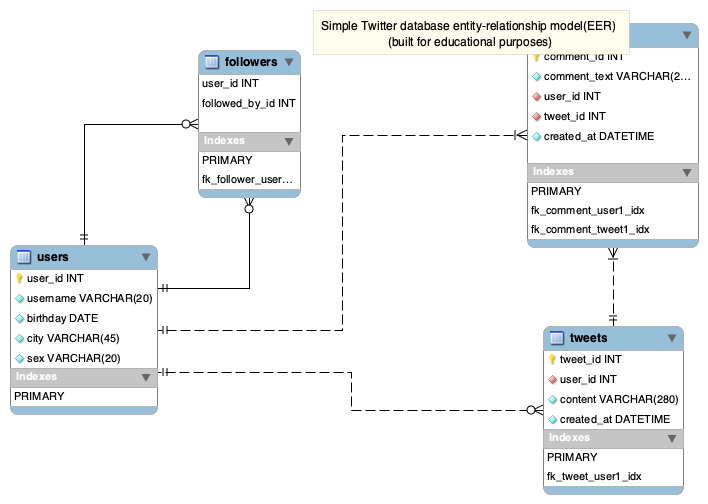 Simple Twitter database entity-relationship model(EER)
(built for educational purposes)
followers
user_id INT
followed_by_id INT
Indexes
PRIMARY
fk_follower_user...
comment_id INT
comment_text VARCHAR(2...
user_id INT
tweet_id INT
created_at DATETIME
Indexes
PRIMARY
fk_comment_user1_idx
fk_comment_tweet1_idx
users
user_id INT
username VARCHAR(20)
birthday DATE
city VARCHAR(45)
sex VARCHAR(20)
Indexes
PRIMARY
tweets
tweet_id INT
user_id INT
content VARCHAR(280)
created_at DATETIME
Indexes
PRIMARY
fk_tweet_user1_idx